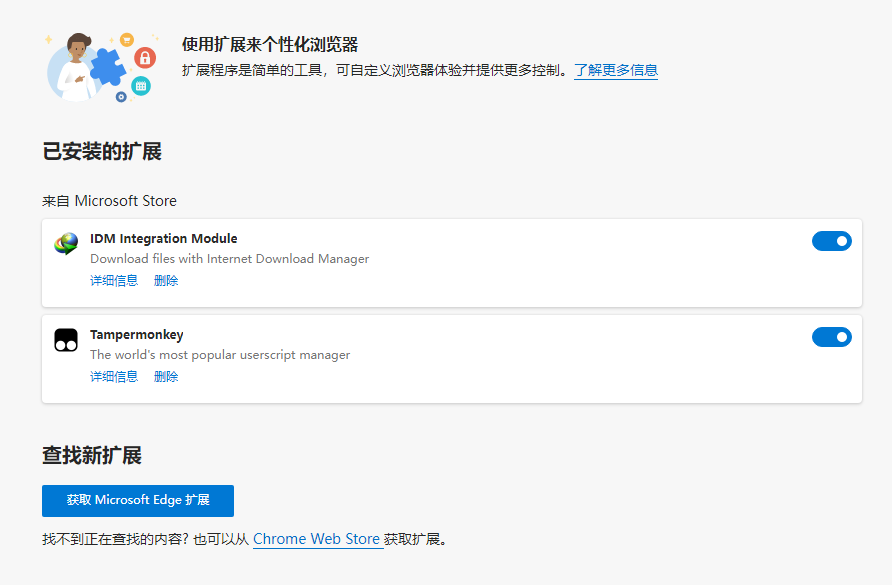 使用扩展来个性化浏览器
扩展程序是简单的工具，可自定义浏览器体验并提供更多控制。了解更多信息
已安装的扩展
来自 Microsoft Store
IDM Integration Module
Download files with Internet Download Manager
详细信息 删除
Tampermonkey
The world's most popular userscript manager
详细信息 删除
查找新扩展
获取 Microsoft Edge 扩展
找不到正在查找的内容? 也可以从 Chrome Web Store 获取扩展。